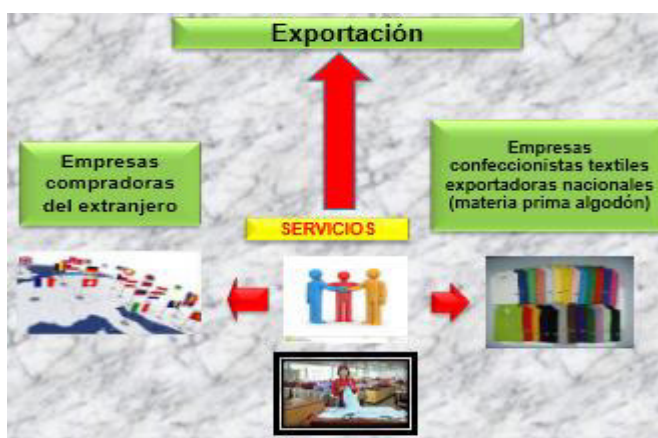 Exportación
Empresas
compradoras
del extranjero
Empresas
confeccionistas textiles
exportadoras nacionales
(materia prima algodón)
SERVICIOS